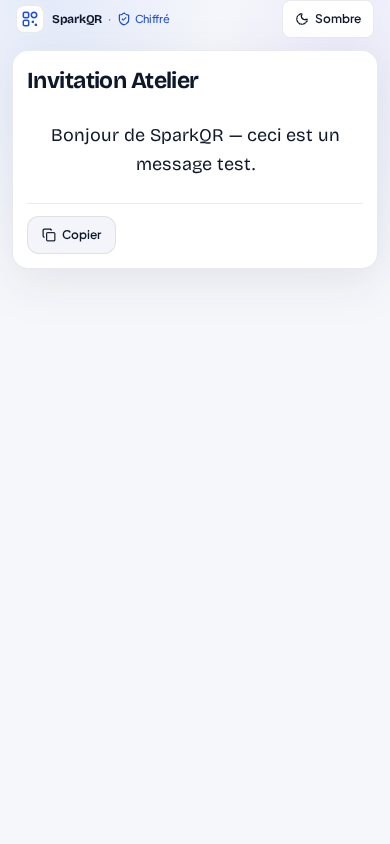 SparkQR · Chiffré
Sombre
Invitation Atelier
Bonjour de SparkQR — ceci est un
message test.
Copier